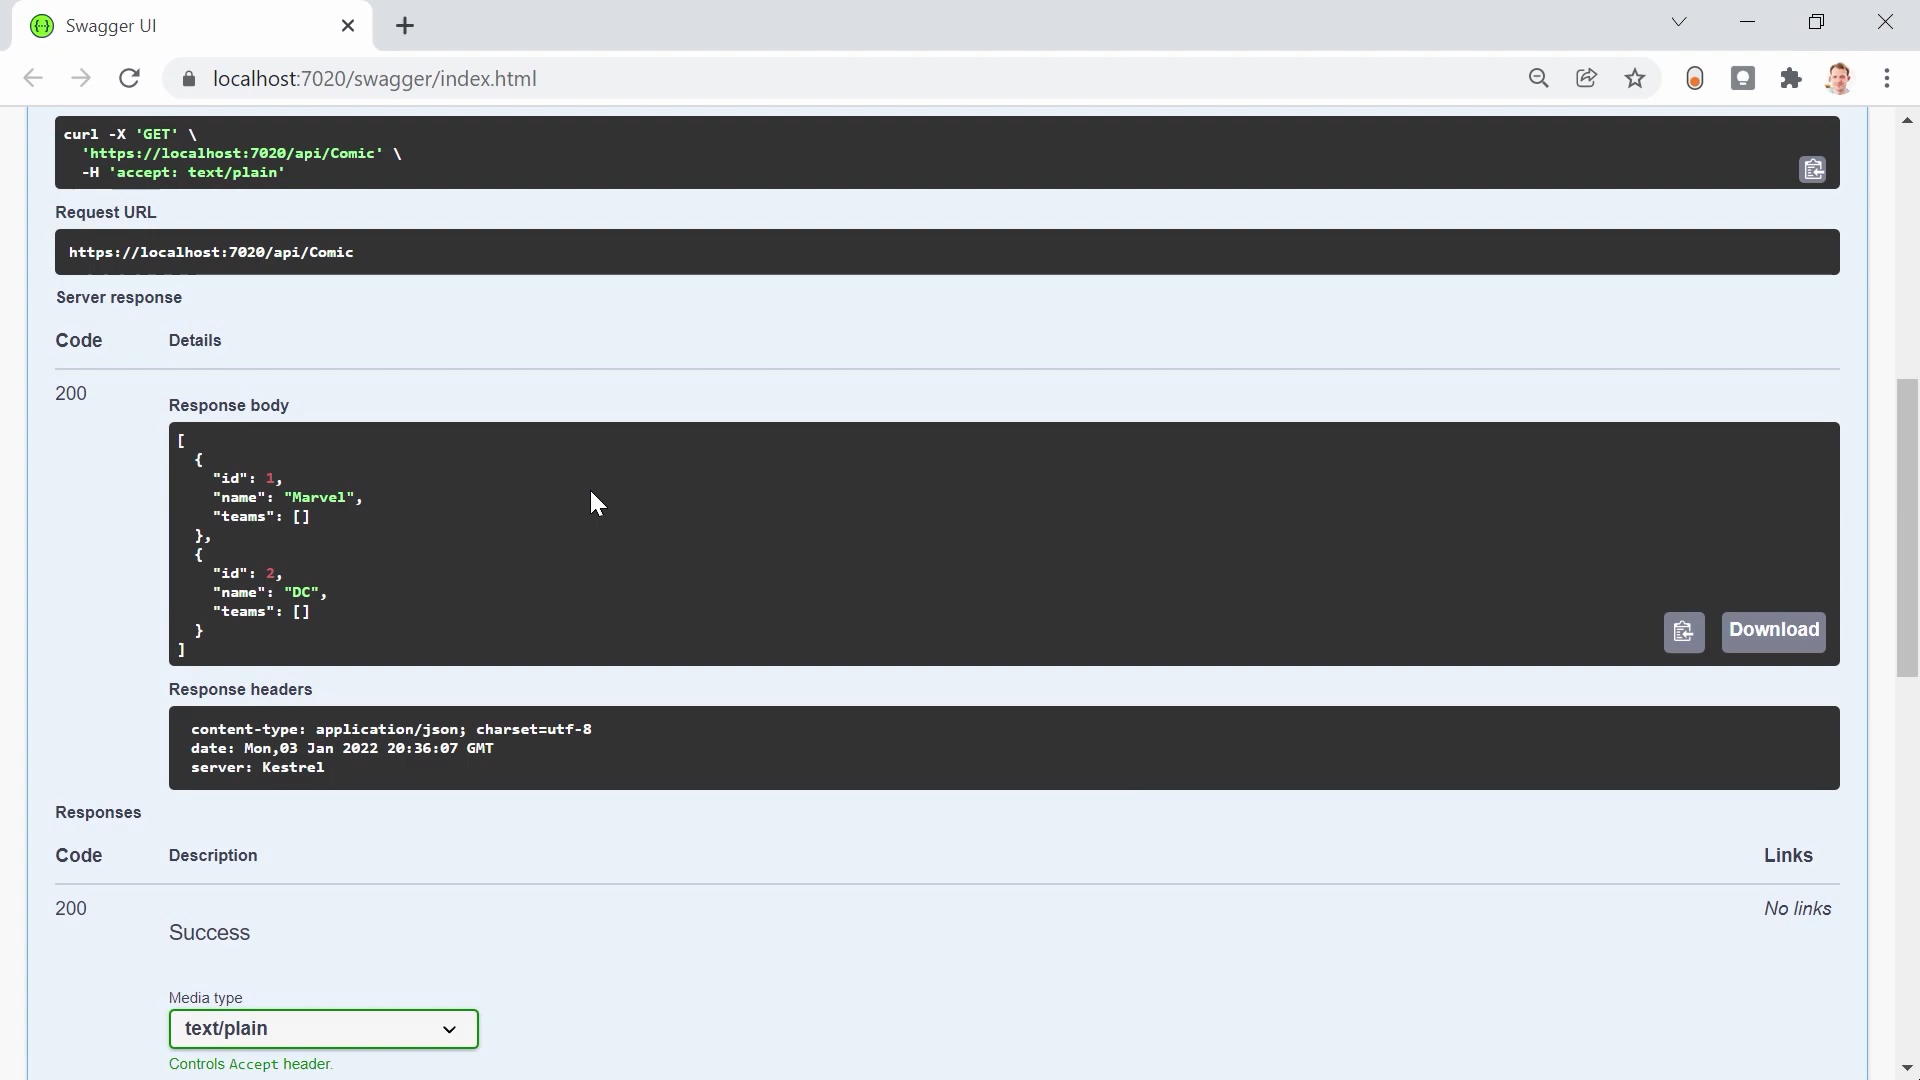 Swagger UI
localhost:7020/swagger/index.html
curl -X 'GET' \
'https://localhost:7020/api/Comic' \
-H 'accept: text/plain'
Request URL
https://localhost:7020/api/Comic
Server response
Code Details
200
Response body
[
{
"id": 1,
"name": "Marvel",
"teams": []
},
{
"id": 2,
"name": "DC",
"teams": []
}
]
Download
Response headers
content-type: application/json; charset=utf-8
date: Mon,03 Jan 2022 20:36:07 GMT
server: Kestrel
Responses
Code Description Links
200 No links
Success
Media type
text/plain
Controls Accept header.